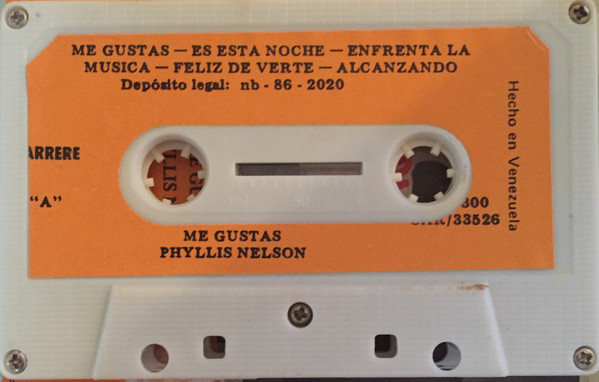 ME GUSTAS — ES ESTA NOCHE — ENFRENTA LA
MUSICA — FELIZ DE VERTE — ALCANZANDO
Depósito legal: nb - 86 - 2020
Hecho en Venezuela
ARRERE
"A"
300
/33526
ME GUSTAS
PHYLLIS NELSON